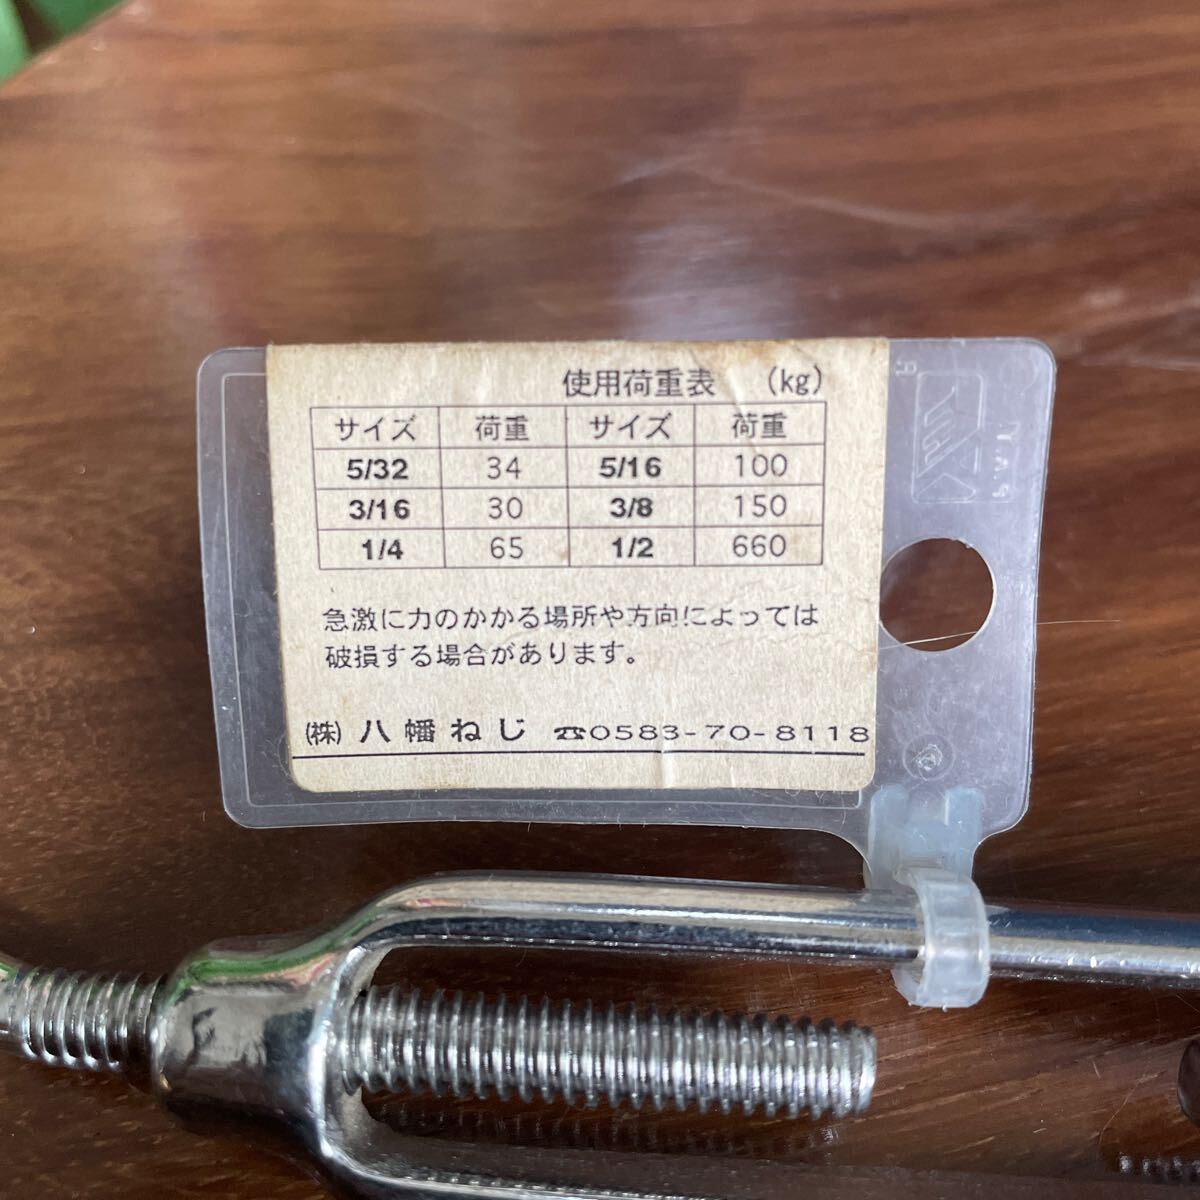 使用荷重表 (kg)
サイズ 荷重 サイズ 荷重
5/32 34 5/16 100
3/16 30 3/8 150
1/4 65 1/2 660
急激に力のかかる場所や方向によっては
破損する場合があります。
(株) 八幡ねじ ☎0583-70-8118